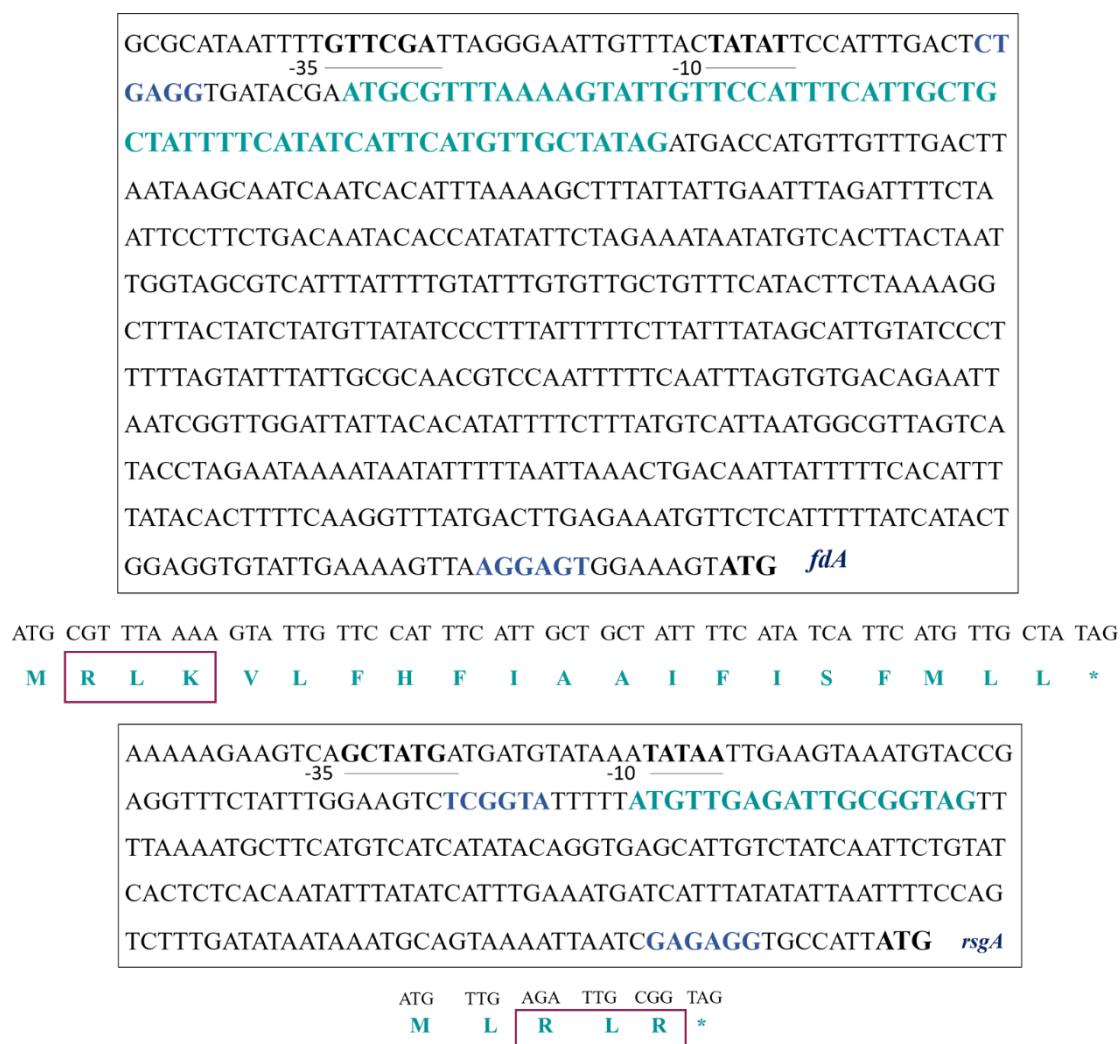 GCGCATAATTTTGTTCGATTAGGGAATTGTTTACTATATTCCATTTGACTCT
-35 -10
GAGGTGATACGAATGCGTTTAAAAGTATTGTTCCATTTCATTGCTG
CTATTTTCATATCATTCATGTTGCTATAGATGACCATGTTGTTTGACTT
AATAAGCAATCAATCACATTTAAAAGCTTTATTATTGAATTTAGATTTTCTA
ATTCCTTCTGACAATACACCATATATTCTAGAAATAATATGTCACTTACTAAT
TGGTAGCGTCATTTATTTTGTATTTGTGTTGCTGTTTCATACTTCTAAAAGG
CTTTACTATCTATGTTATATCCCTTTATTTTTCTTATTTATAGCATTGTATCCCT
TTTTAGTATTTATTGCGCAACGTCCAATTTTTCAATTTAGTGTGACAGAATT
AATCGGTTGGATTATTACACATATTTTCTTTATGTCATTAATGGCGTTAGTCA
TACCTAGAATAAAATAATATTTTTAATTAAACTGACAATTATTTTTCACATTT
TATACACTTTTCAAGGTTTATGACTTGAGAAATGTTCTCATTTTTATCATACT
GGAGGTGTATTGAAAAGTTAAGGAGTGGAAAGTATG fdA
ATG CGT TTA AAA GTA TTG TTC CAT TTC ATT GCT GCT ATT TTC ATA TCA TTC ATG TTG CTA TAG
M R L K V L F H F I A A I F I S F M L L *
AAAAAGAAGTCAGCTATGATGATGTATAAATATAATTGAAGTAAATGTACCG
-35 -10
AGGTTTCTATTTGGAAGTCTCGGTATTTTTATGTTGAGATTGCGGTAGTT
TTAAAATGCTTCATGTCATCATATACAGGTGAGCATTGTCTATCAATTCTGTAT
CACTCTCACAATATTTATATCATTTGAAATGATCATTTATATATTAATTTTCCAG
TCTTTGATATAATAAATGCAGTAAAATTAATCGAGAGGTGCCATTATG rsgA
ATG TTG AGA TTG CGG TAG
M L R L R *